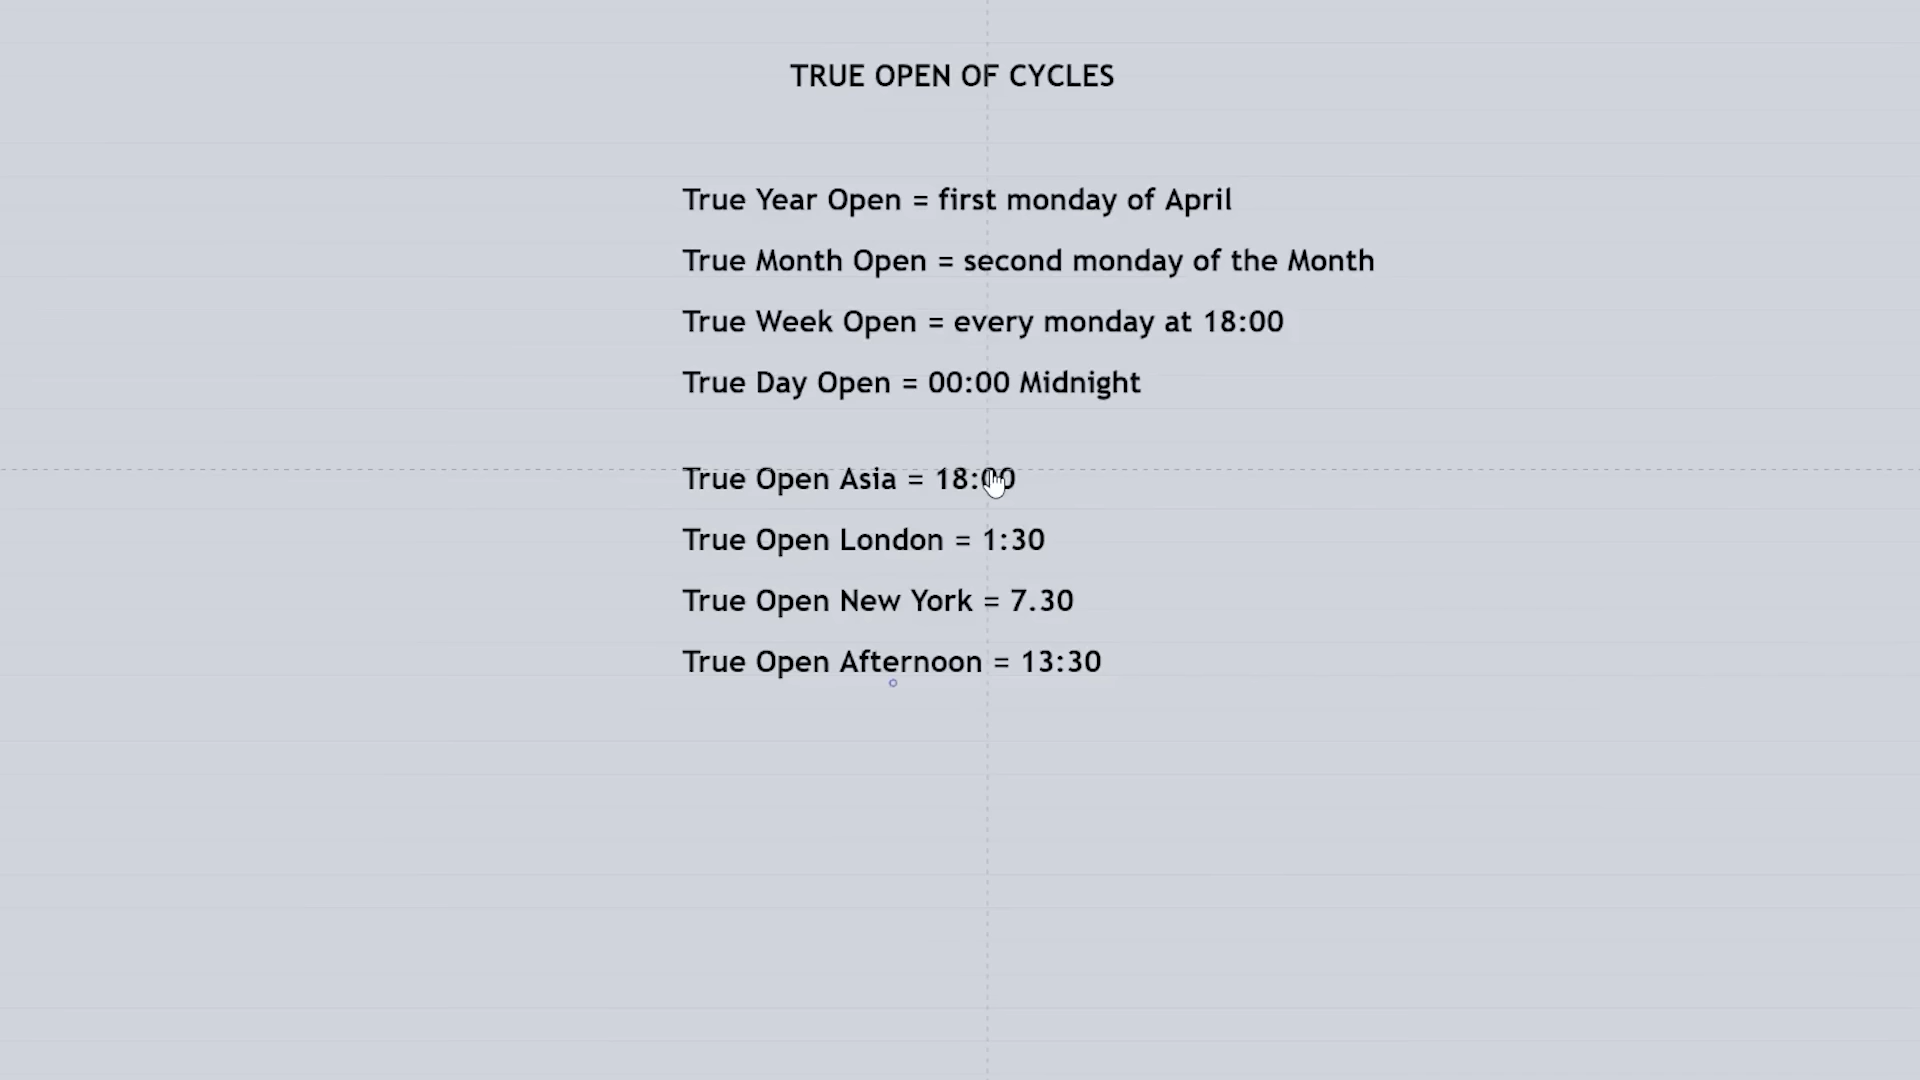 TRUE OPEN OF CYCLES
True Year Open = first monday of April
True Month Open = second monday of the Month
True Week Open = every monday at 18:00
True Day Open = 00:00 Midnight
True Open Asia = 18:00
True Open London = 1:30
True Open New York = 7.30
True Open Afternoon = 13:30